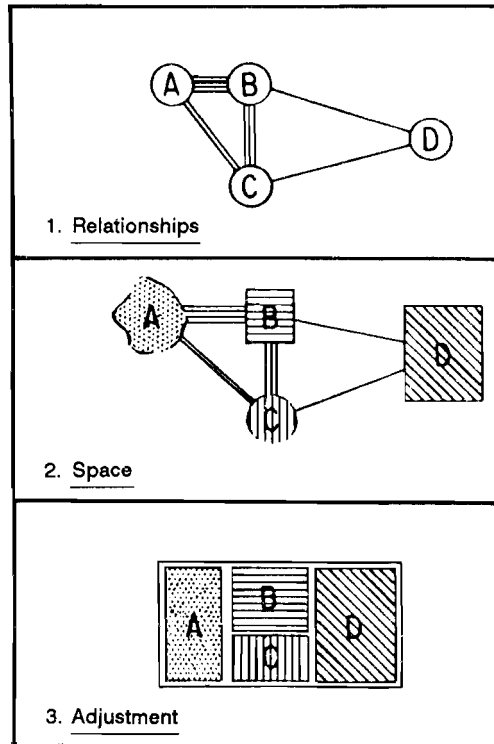 A B
D
C
1. Relationships
A B
D
C
2. Space
A B D
C
3. Adjustment